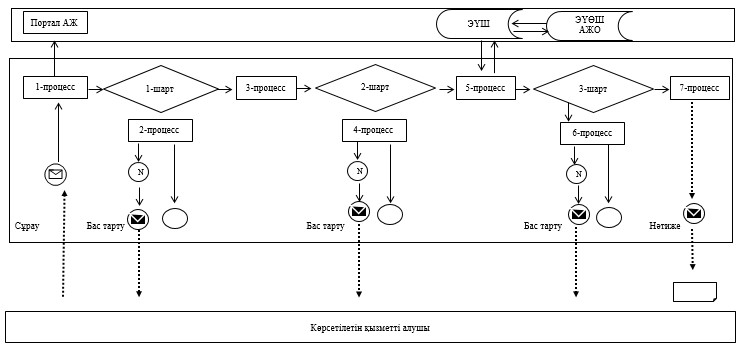 Портал АЖ
ЭҮШ
ЭҮӨШ
АЖО
1-процесс
1-шарт
3-процесс
2-шарт
5-процесс
3-шарт
7-процесс
2-процесс
4-процесс
6-процесс
N
N
N
Сұрау
Бас тарту
Бас тарту
Бас тарту
Нәтиже
Көрсетілетін қызметті алушы